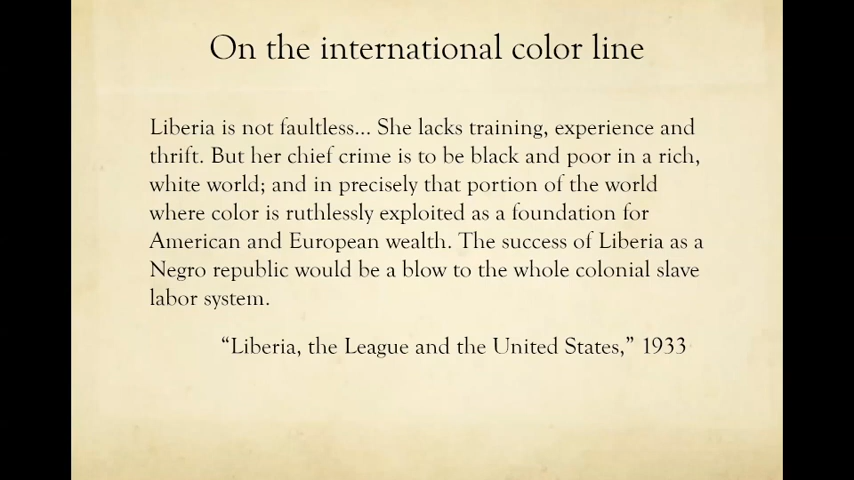 On the international color line
Liberia is not faultless... She lacks training, experience and
thrift. But her chief crime is to be black and poor in a rich,
white world; and in precisely that portion of the world
where color is ruthlessly exploited as a foundation for
American and European wealth. The success of Liberia as a
Negro republic would be a blow to the whole colonial slave
labor system.
“Liberia, the League and the United States,” 1933